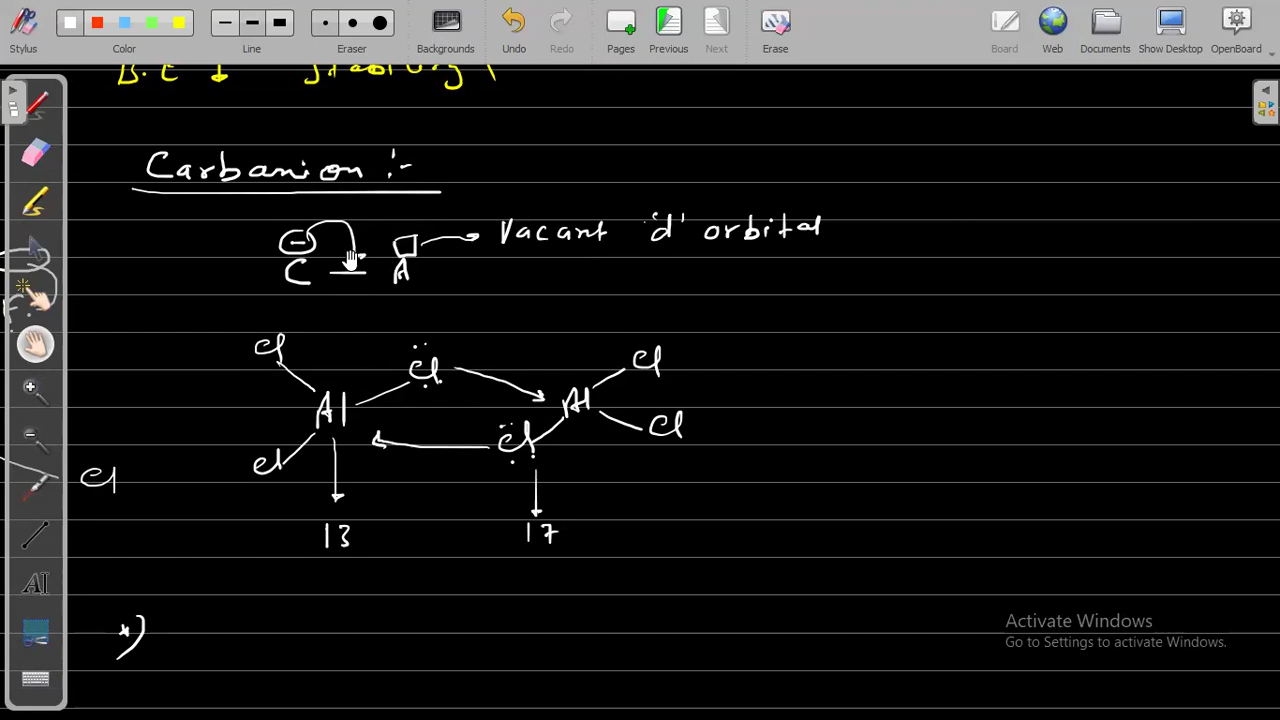 Stylus Color Line Eraser Backgrounds Undo Redo Pages Previous Next Erase Board Web Documents Show Desktop OpenBoard
B.E ↓
Carbanion :-
⊖
C A → Vacant 'd' orbital
Cl Cl Cl
Al Al
Cl Cl Cl
Cl
13 17
*)
Activate Windows
Go to Settings to activate Windows.
AI